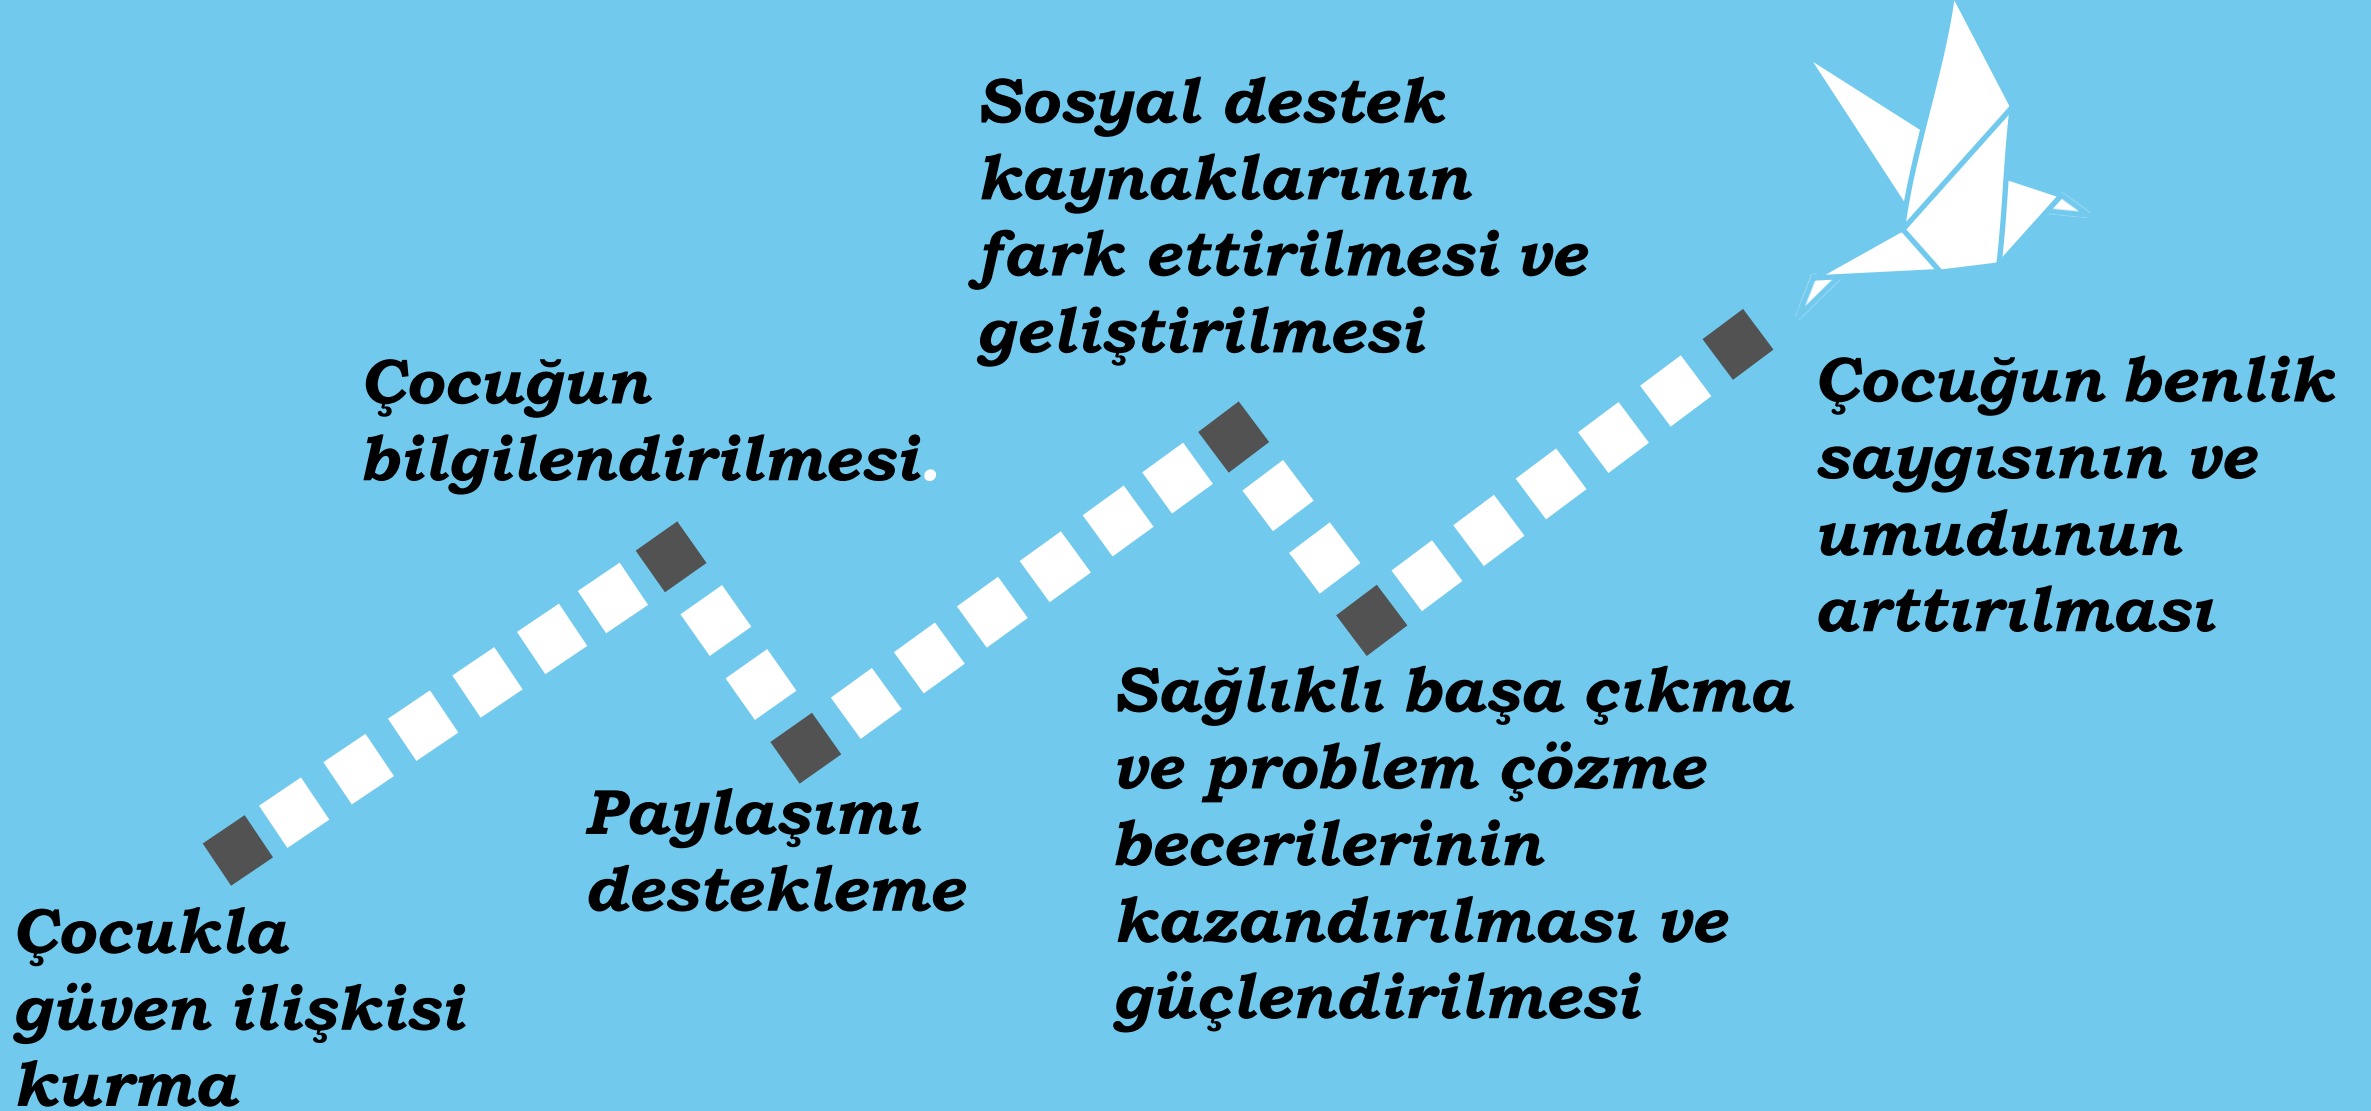 Çocukla
güven ilişkisi
kurma
Çocuğun
bilgilendirilmesi.
Paylaşımı
destekleme
Sosyal destek
kaynaklarının
fark ettirilmesi ve
geliştirilmesi
Sağlıklı başa çıkma
ve problem çözme
becerilerinin
kazandırılması ve
güçlendirilmesi
Çocuğun benlik
saygısının ve
umudunun
arttırılması